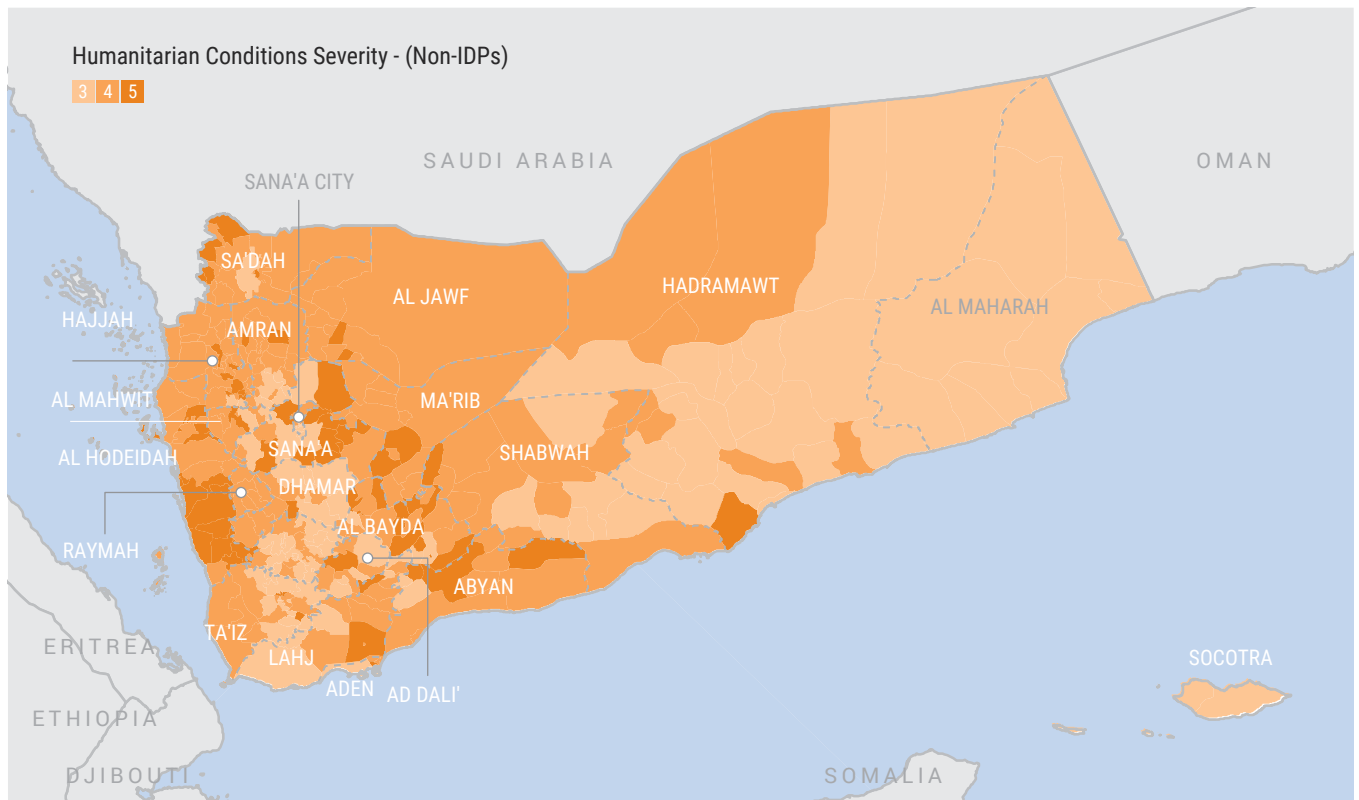 Humanitarian Conditions Severity - (Non-IDPs)
3 4 5
SAUDI ARABIA
OMAN
SANA'A CITY
SA'DAH
AL JAWF
HADRAMAWT
AL MAHARAH
HAJJAH
AMRAN
AL MAHWIT
MA'RIB
AL HODEIDAH
SANA'A
SHABWAH
DHAMAR
AL BAYDA
RAYMAH
ABYAN
TA'IZ
ERITREA
LAHJ
SOCOTRA
ADEN
AD DALI'
ETHIOPIA
DJIBOUTI
SOMALIA